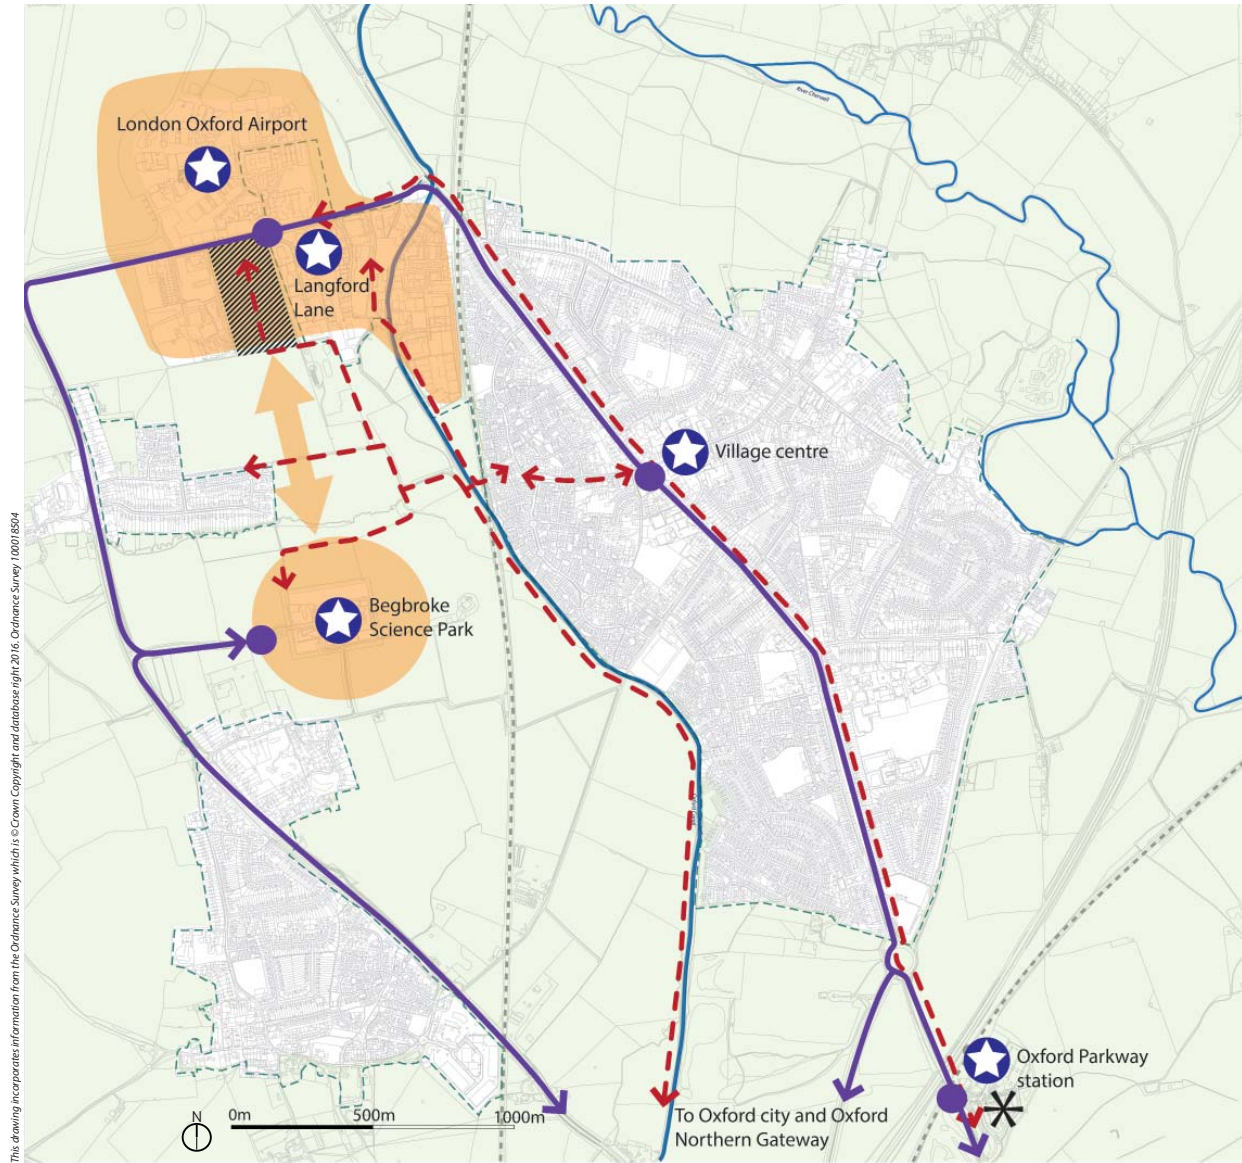 River Cherwell
London Oxford Airport
Langford
Lane
Village centre
Begbroke
Science Park
Oxford Parkway
station
To Oxford city and Oxford
Northern Gateway
N
0m
500m
1000m
This drawing incorporates information from the Ordnance Survey which is © Crown Copyright and database right 2016. Ordnance Survey 100018504